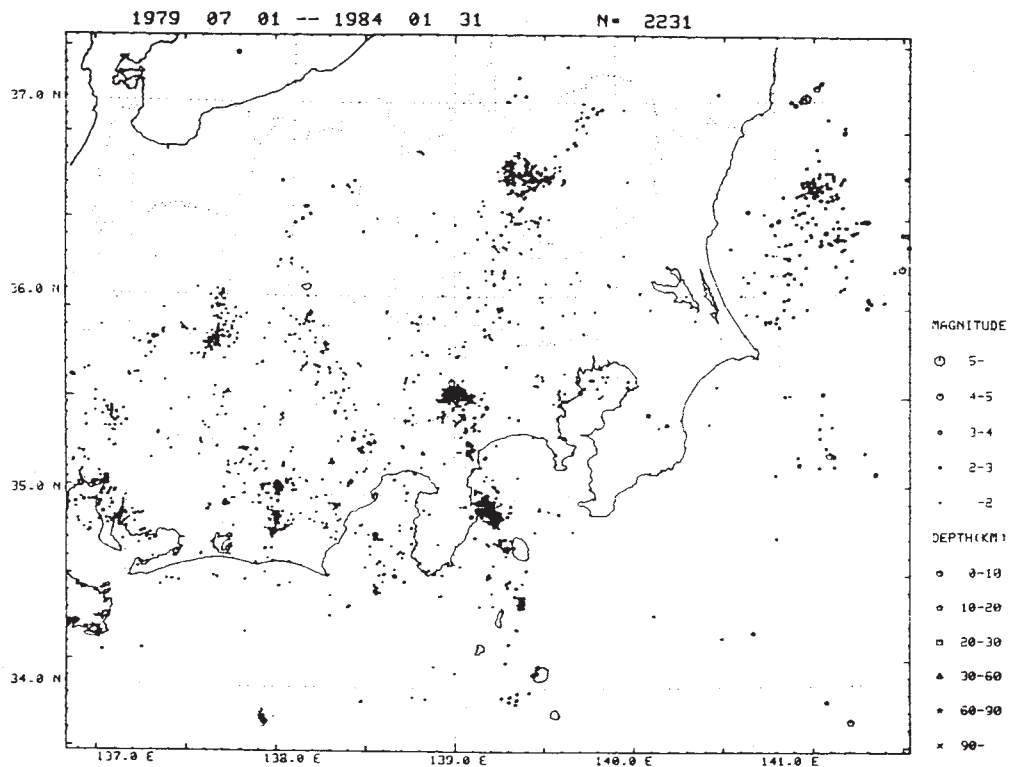 1979 07 01 -- 1984 01 31 N= 2231
37.0 N
36.0 N
35.0 N
34.0 N
137.0 E 138.0 E 139.0 E 140.0 E 141.0 E
MAGNITUDE
5-
4-5
3-4
2-3
-2
DEPTH(KM)
0-10
10-20
20-30
30-60
60-90
90-